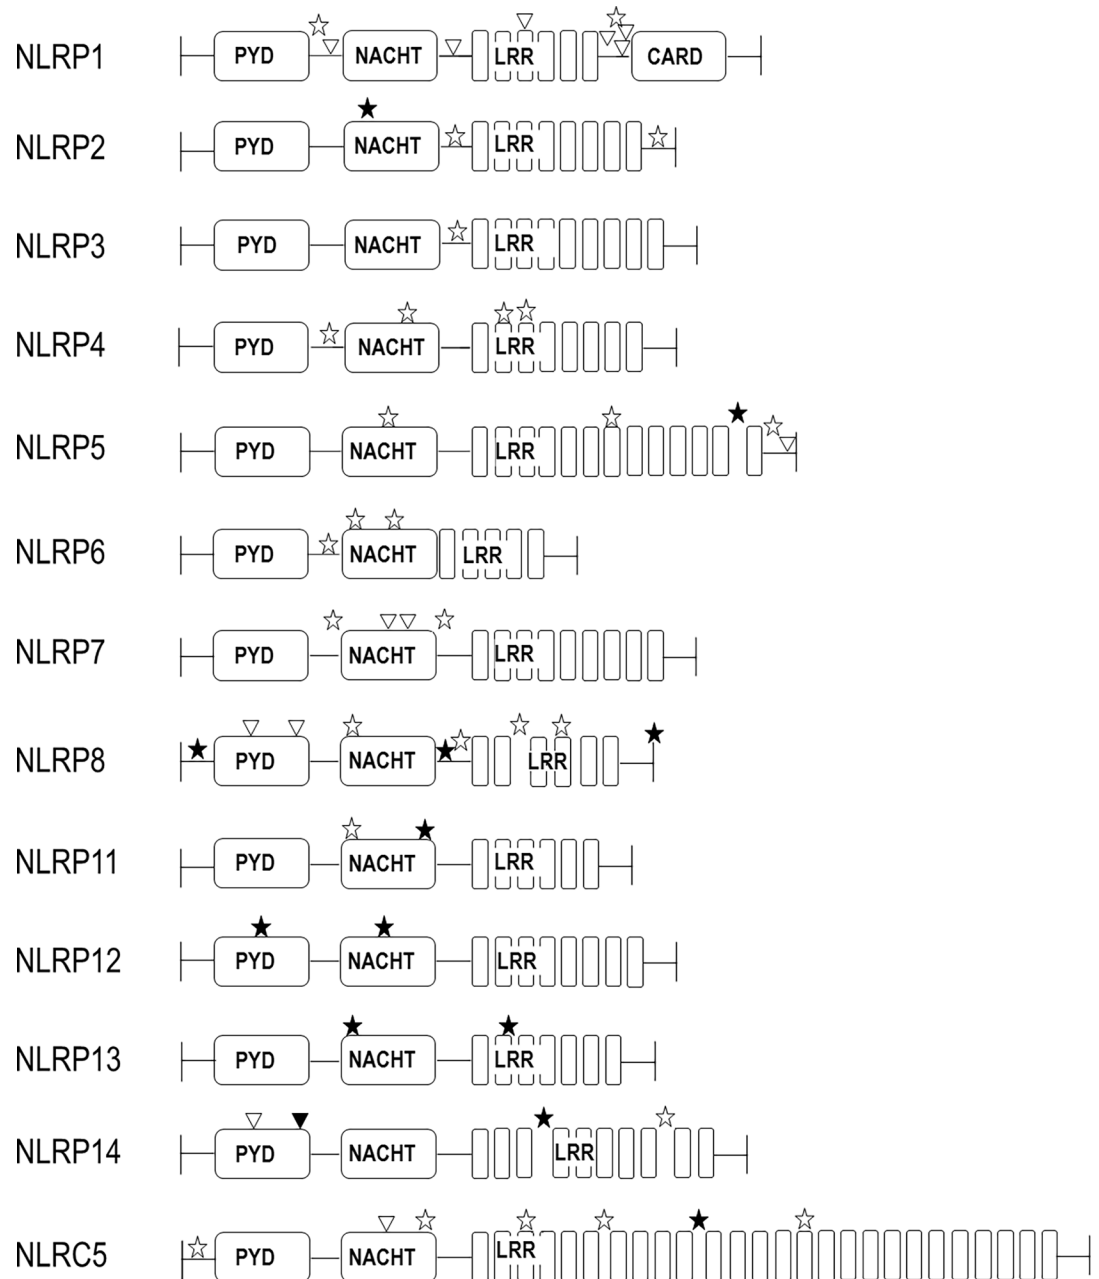 NLRP1 PYD NACHT LRR CARD
NLRP2 PYD NACHT LRR
NLRP3 PYD NACHT LRR
NLRP4 PYD NACHT LRR
NLRP5 PYD NACHT LRR
NLRP6 PYD NACHT LRR
NLRP7 PYD NACHT LRR
NLRP8 PYD NACHT LRR
NLRP11 PYD NACHT LRR
NLRP12 PYD NACHT LRR
NLRP13 PYD NACHT LRR
NLRP14 PYD NACHT LRR
NLRC5 PYD NACHT LRR